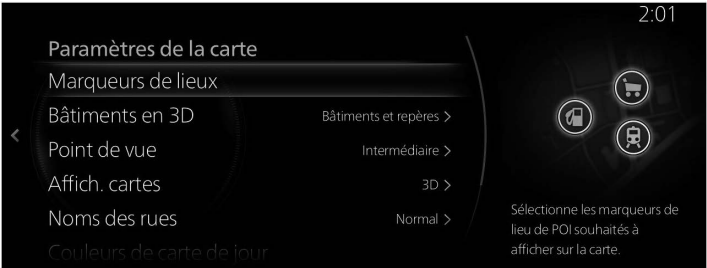 2:01
Paramètres de la carte
Marqueurs de lieux
Bâtiments en 3D
Bâtiments et repères >
Point de vue
Intermédiaire >
Affich. cartes
3D >
Noms des rues
Normal >
Couleurs de carte de jour
Sélectionne les marqueurs de
lieu de POI souhaités à
afficher sur la carte.